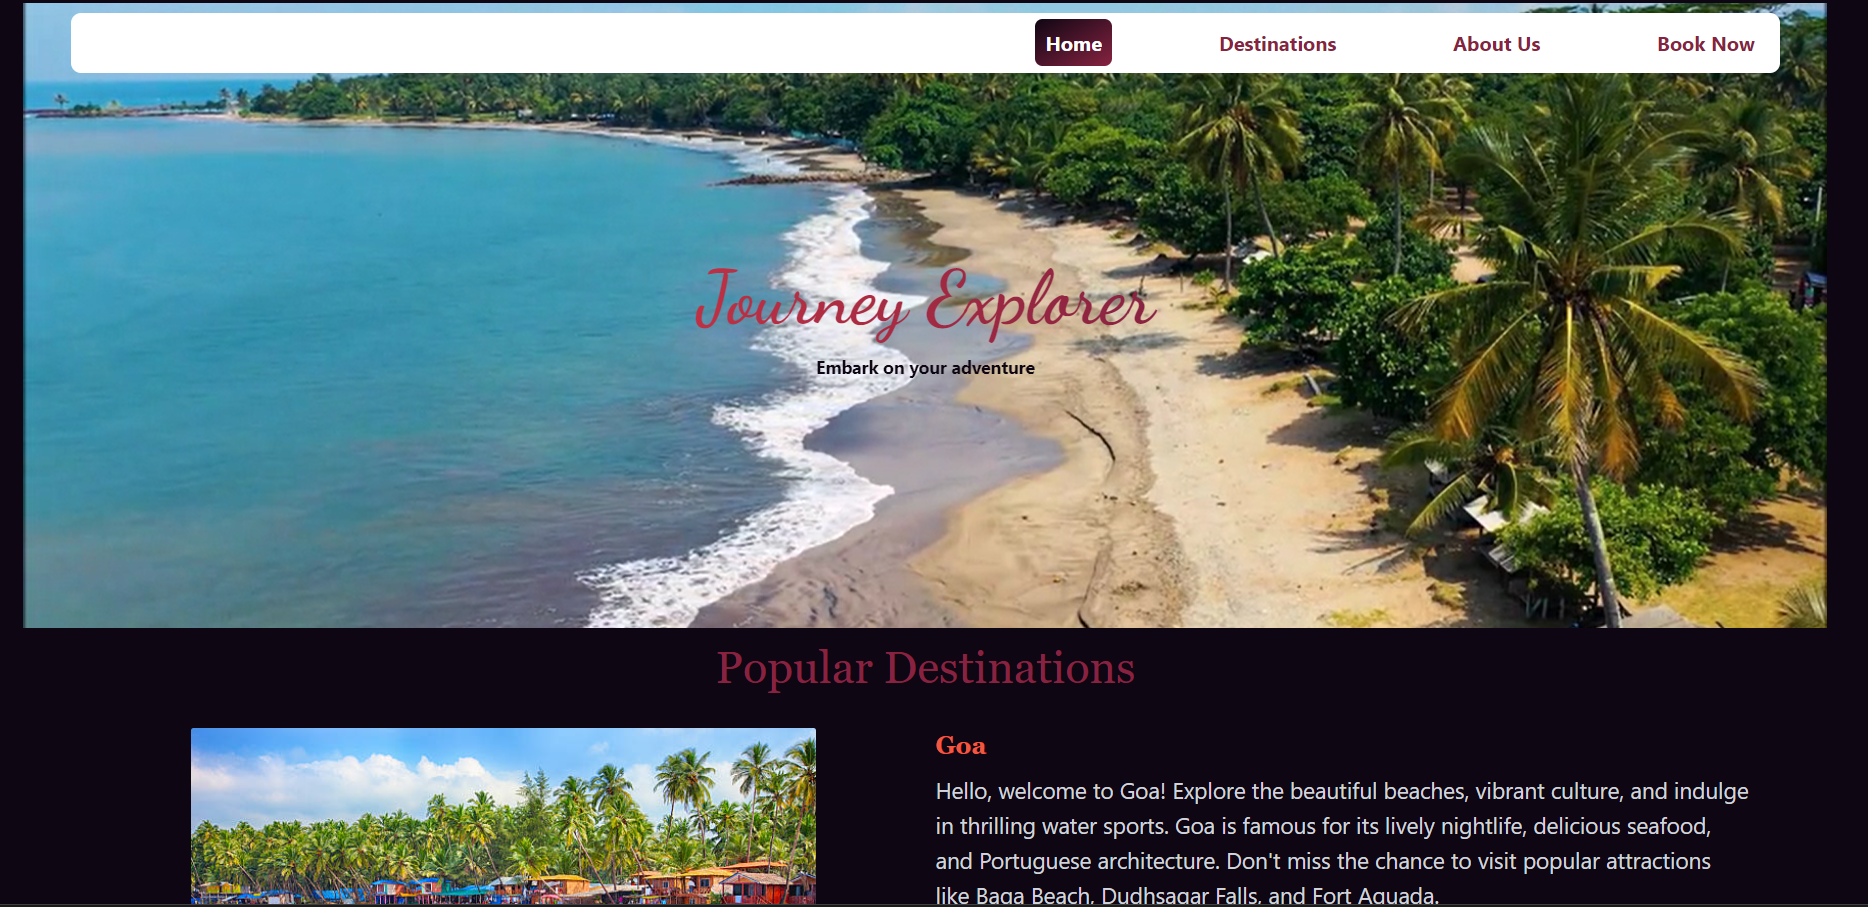 Home Destinations About Us Book Now
Journey Explorer
Embark on your adventure
Popular Destinations
Goa
Hello, welcome to Goa! Explore the beautiful beaches, vibrant culture, and indulge
in thrilling water sports. Goa is famous for its lively nightlife, delicious seafood,
and Portuguese architecture. Don't miss the chance to visit popular attractions
like Baga Beach, Dudhsagar Falls, and Fort Aguada.